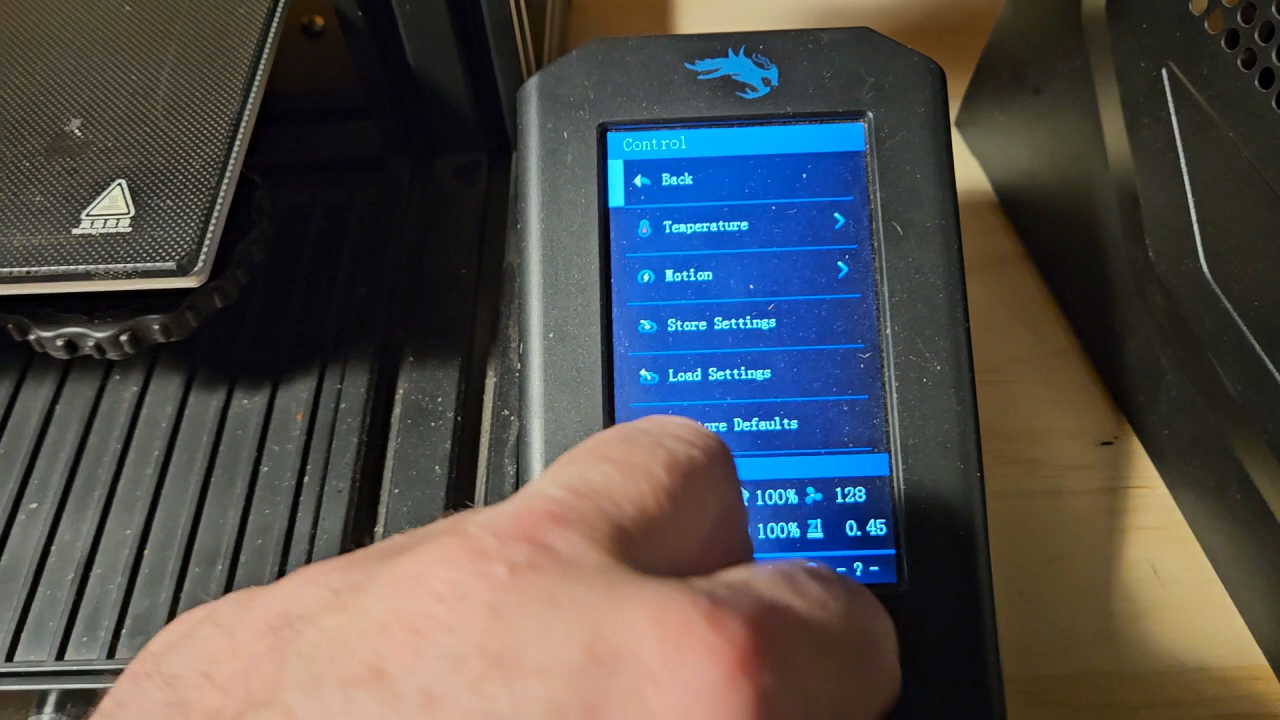 Control
Back
Temperature
Motion
Store Settings
Load Settings
ore Defaults
100% 128
100% Z 0.45
-?-